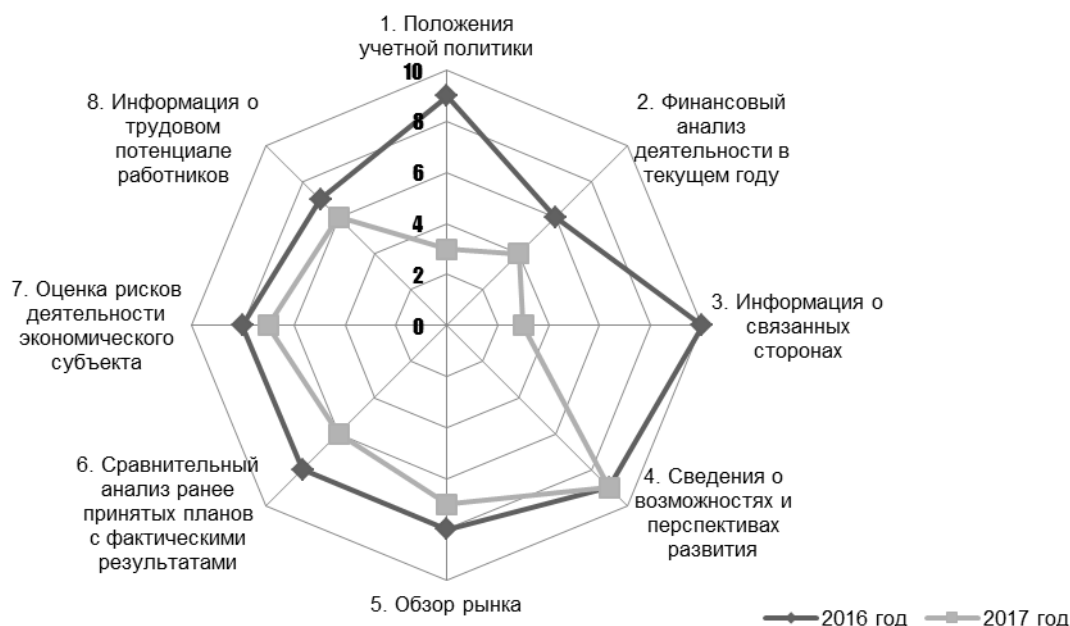 1. Положения
учетной политики
10
8
6
4
2
0
2. Финансовый
анализ
деятельности в
текущем году
3. Информация о
связанных
сторонах
4. Сведения о
возможностях и
перспективах
развития
5. Обзор рынка
6. Сравнительный
анализ ранее
принятых планов
с фактическими
результатами
7. Оценка рисков
деятельности
экономического
субъекта
8. Информация о
трудовом
потенциале
работников
2016 год
2017 год